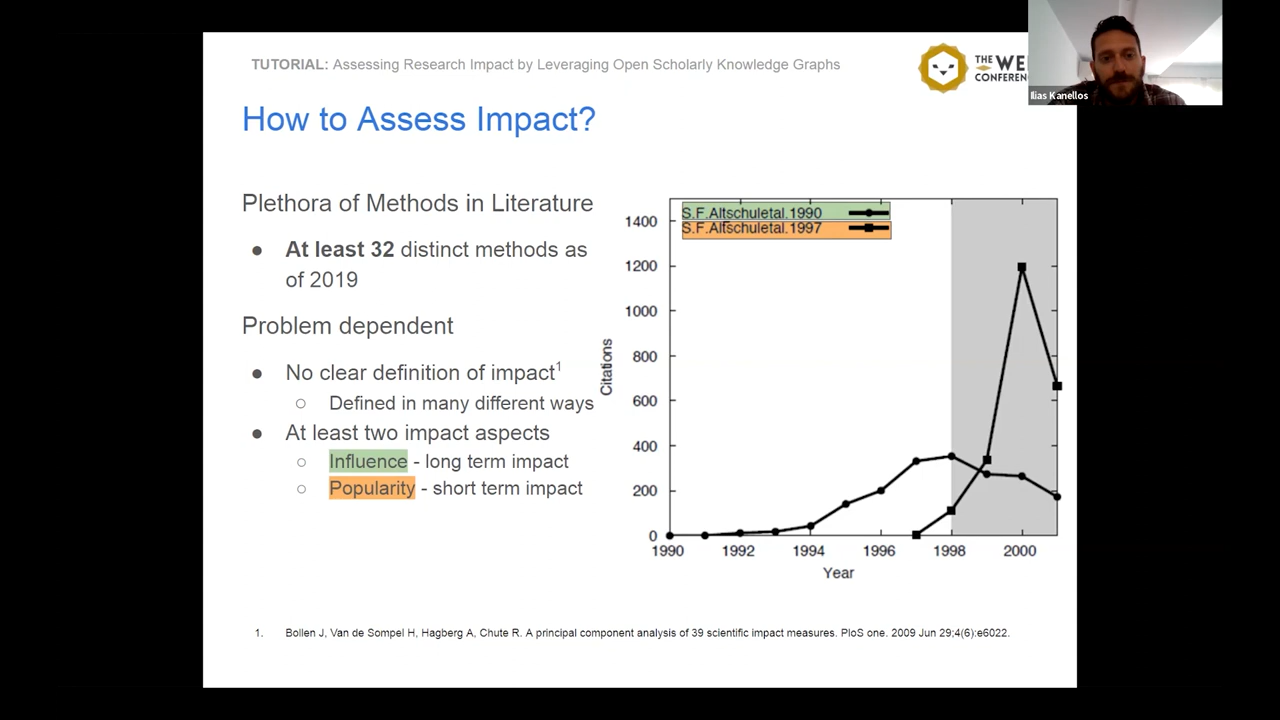 TUTORIAL: Assessing Research Impact by Leveraging Open Scholarly Knowledge Graphs
THE WE
CONFEREN
Ilias Kanellos
How to Assess Impact?
Plethora of Methods in Literature
● At least 32 distinct methods as
of 2019
Problem dependent
● No clear definition of impact1
○ Defined in many different ways
● At least two impact aspects
○ Influence - long term impact
○ Popularity - short term impact
S.F.Altschuletal.1990
S.F.Altschuletal.1997
1400
1200
1000
800
600
400
200
0
Citations
1990 1992 1994 1996 1998 2000
Year
1. Bollen J, Van de Sompel H, Hagberg A, Chute R. A principal component analysis of 39 scientific impact measures. PloS one. 2009 Jun 29;4(6):e6022.